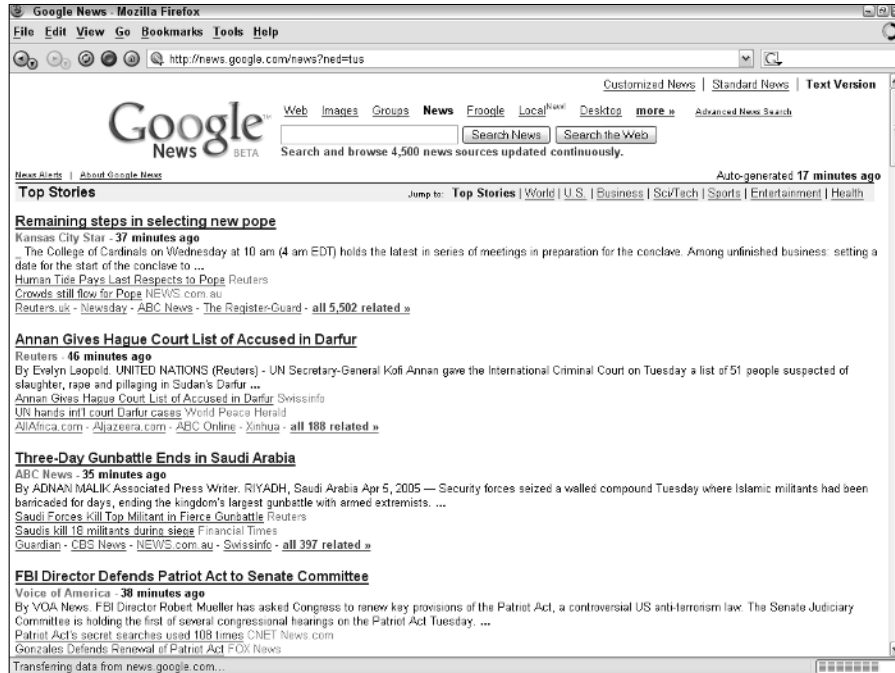 Google News - Mozilla Firefox
File Edit View Go Bookmarks Tools Help
http://news.google.com/news?ned=tus
Customized News | Standard News | Text Version
Google™
News BETA
Web Images Groups News Froogle Local New! Desktop more » Advanced News Search
Search News Search the Web
Search and browse 4,500 news sources updated continuously.
News Alerts | About Google News
Auto-generated 17 minutes ago
Top Stories
Jump to: Top Stories | World | U.S. | Business | Sci/Tech | Sports | Entertainment | Health
Remaining steps in selecting new pope
Kansas City Star - 37 minutes ago
_ The College of Cardinals on Wednesday at 10 am (4 am EDT) holds the latest in series of meetings in preparation for the conclave. Among unfinished business: setting a
date for the start of the conclave to ...
Human Tide Pays Last Respects to Pope Reuters
Crowds still flow for Pope NEWS.com.au
Reuters.uk - Newsday - ABC News - The Register-Guard - all 5,502 related »
Annan Gives Hague Court List of Accused in Darfur
Reuters - 46 minutes ago
By Evelyn Leopold. UNITED NATIONS (Reuters) - UN Secretary-General Kofi Annan gave the International Criminal Court on Tuesday a list of 51 people suspected of
slaughter, rape and pillaging in Sudan's Darfur ...
Annan Gives Hague Court List of Accused in Darfur Swissinfo
UN hands int'l court Darfur cases World Peace Herald
AllAfrica.com - Aljazeera.com - ABC Online - Xinhua - all 188 related »
Three-Day Gunbattle Ends in Saudi Arabia
ABC News - 35 minutes ago
By ADNAN MALIK Associated Press Writer. RIYADH, Saudi Arabia Apr 5, 2005 — Security forces seized a walled compound Tuesday where Islamic militants had been
barricaded for days, ending the kingdom's largest gunbattle with armed extremists. ...
Saudi Forces Kill Top Militant in Fierce Gunbattle Reuters
Saudis kill 18 militants during siege Financial Times
Guardian - CBS News - NEWS.com.au - Swissinfo - all 397 related »
FBI Director Defends Patriot Act to Senate Committee
Voice of America - 38 minutes ago
By VOA News. FBI Director Robert Mueller has asked Congress to renew key provisions of the Patriot Act, a controversial US anti-terrorism law. The Senate Judiciary
Committee is holding the first of several congressional hearings on the Patriot Act Tuesday. ...
Patriot Act's secret searches used 108 times CNET News.com
Gonzales Defends Renewal of Patriot Act FOX News
Transferring data from news.google.com...